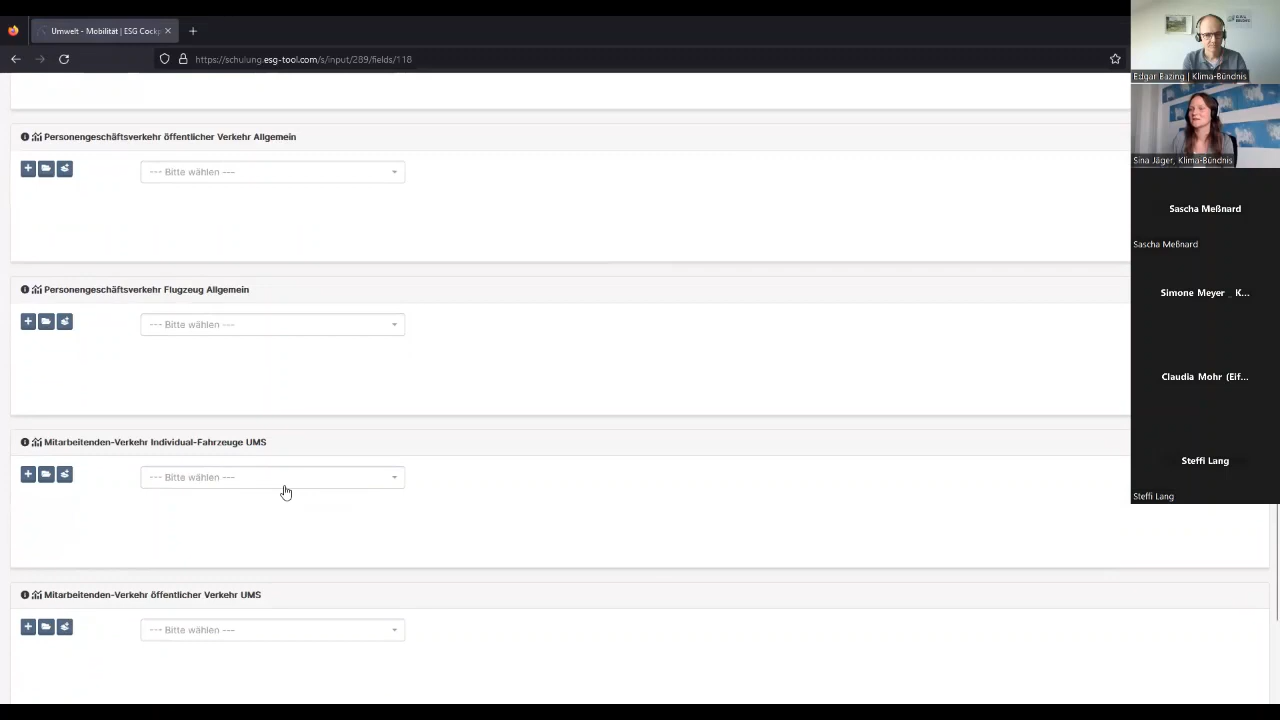 Umwelt - Mobilität | ESG Cockp
https://schulung.esg-tool.com/s/input/289/fields/118
Personengeschäftsverkehr öffentlicher Verkehr Allgemein
--- Bitte wählen ---
Personengeschäftsverkehr Flugzeug Allgemein
--- Bitte wählen ---
Mitarbeitenden-Verkehr Individual-Fahrzeuge UMS
--- Bitte wählen ---
Mitarbeitenden-Verkehr öffentlicher Verkehr UMS
--- Bitte wählen ---
Edgar Bazing | Klima-Bündnis
Sina Jäger, Klima-Bündnis
Sascha Meßnard
Sascha Meßnard
Simone Meyer _ K...
Claudia Mohr (Eif...
Steffi Lang
Steffi Lang